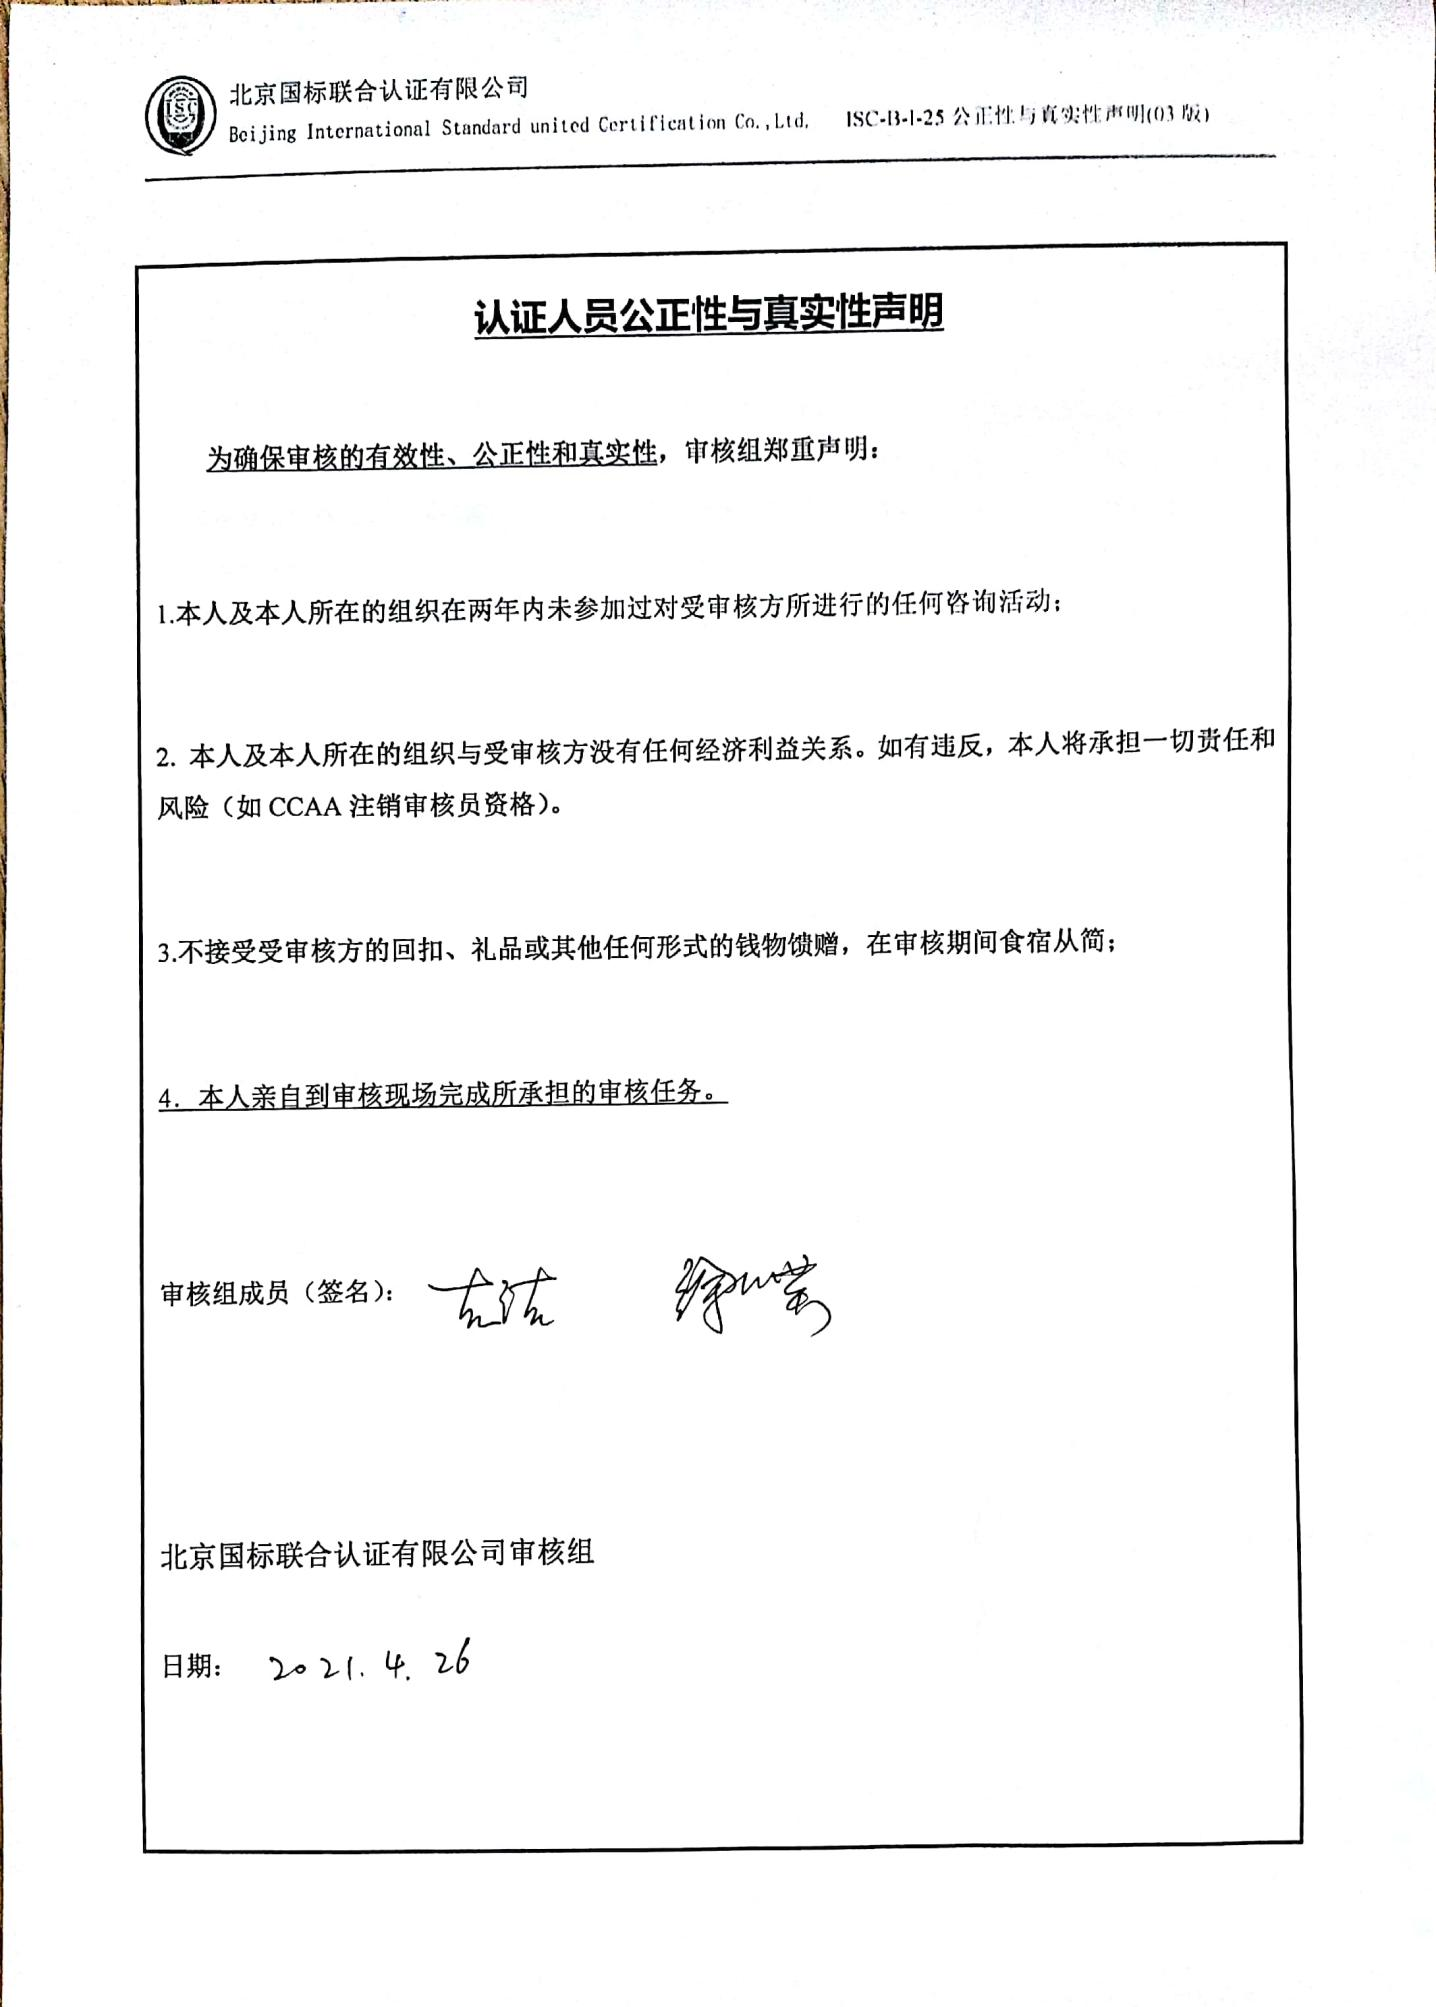 北京国标联合认证有限公司
Beijing International Standard united Certification Co.,Ltd. ISC-B-I-25 公正性与真实性声明(03 版)
ISC
认证人员公正性与真实性声明
为确保审核的有效性、公正性和真实性，审核组郑重声明：
1.本人及本人所在的组织在两年内未参加过对受审核方所进行的任何咨询活动；
2. 本人及本人所在的组织与受审核方没有任何经济利益关系。如有违反，本人将承担一切责任和
风险（如 CCAA 注销审核员资格）。
3.不接受受审核方的回扣、礼品或其他任何形式的钱物馈赠，在审核期间食宿从简；
4. 本人亲自到审核现场完成所承担的审核任务。
审核组成员（签名）：
北京国标联合认证有限公司审核组
日期： 2021.4.26